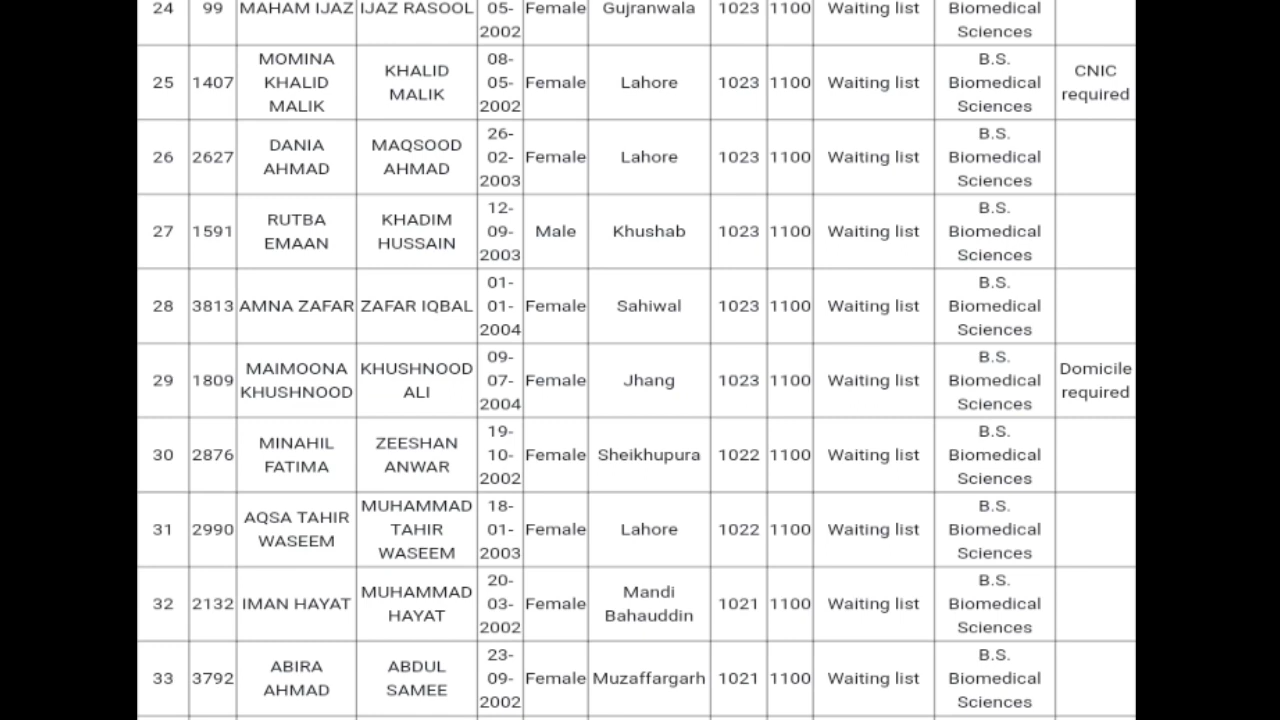 24 99 MAHAM IJAZ IJAZ RASOOL 05-2002 Female Gujranwala 1023 1100 Waiting list Biomedical Sciences
25 1407 MOMINA KHALID MALIK KHALID MALIK 08-05-2002 Female Lahore 1023 1100 Waiting list B.S. Biomedical Sciences CNIC required
26 2627 DANIA AHMAD MAQSOOD AHMAD 26-02-2003 Female Lahore 1023 1100 Waiting list B.S. Biomedical Sciences
27 1591 RUTBA EMAAN KHADIM HUSSAIN 12-09-2003 Male Khushab 1023 1100 Waiting list B.S. Biomedical Sciences
28 3813 AMNA ZAFAR ZAFAR IQBAL 01-01-2004 Female Sahiwal 1023 1100 Waiting list B.S. Biomedical Sciences
29 1809 MAIMOONA KHUSHNOOD KHUSHNOOD ALI 09-07-2004 Female Jhang 1023 1100 Waiting list B.S. Biomedical Sciences Domicile required
30 2876 MINAHIL FATIMA ZEESHAN ANWAR 19-10-2002 Female Sheikhupura 1022 1100 Waiting list B.S. Biomedical Sciences
31 2990 AQSA TAHIR WASEEM MUHAMMAD TAHIR WASEEM 18-01-2003 Female Lahore 1022 1100 Waiting list B.S. Biomedical Sciences
32 2132 IMAN HAYAT MUHAMMAD HAYAT 20-03-2002 Female Mandi Bahauddin 1021 1100 Waiting list B.S. Biomedical Sciences
33 3792 ABIRA AHMAD ABDUL SAMEE 23-09-2002 Female Muzaffargarh 1021 1100 Waiting list B.S. Biomedical Sciences